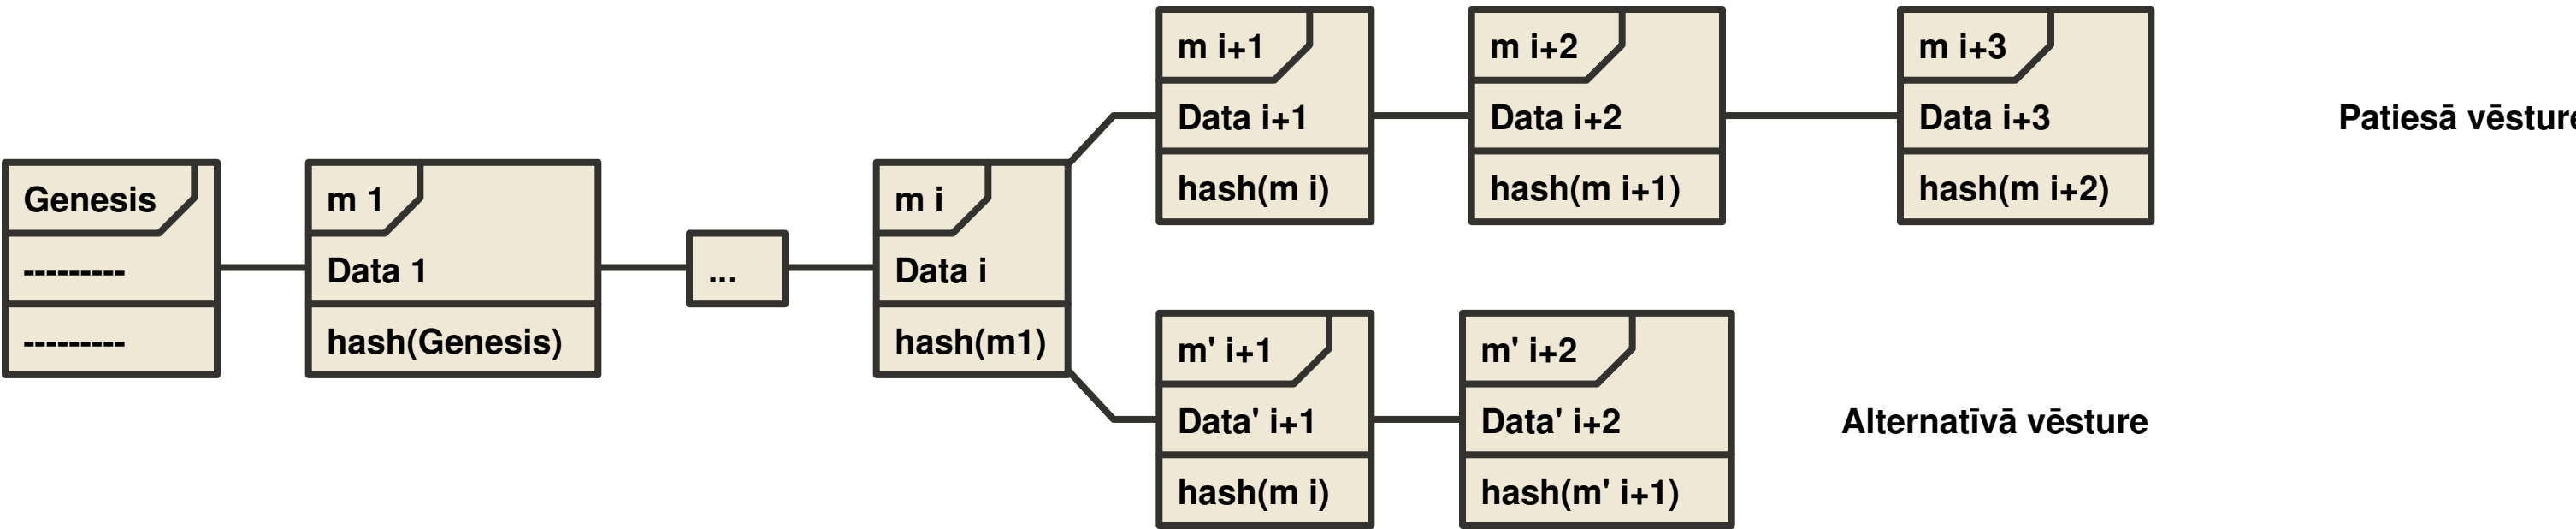 Genesis
---------
---------
m 1
Data 1
hash(Genesis)
...
m i
Data i
hash(m1)
m i+1
Data i+1
hash(m i)
m i+2
Data i+2
hash(m i+1)
m i+3
Data i+3
hash(m i+2)
Patiesā vēsture
m' i+1
Data' i+1
hash(m i)
m' i+2
Data' i+2
hash(m' i+1)
Alternatīvā vēsture